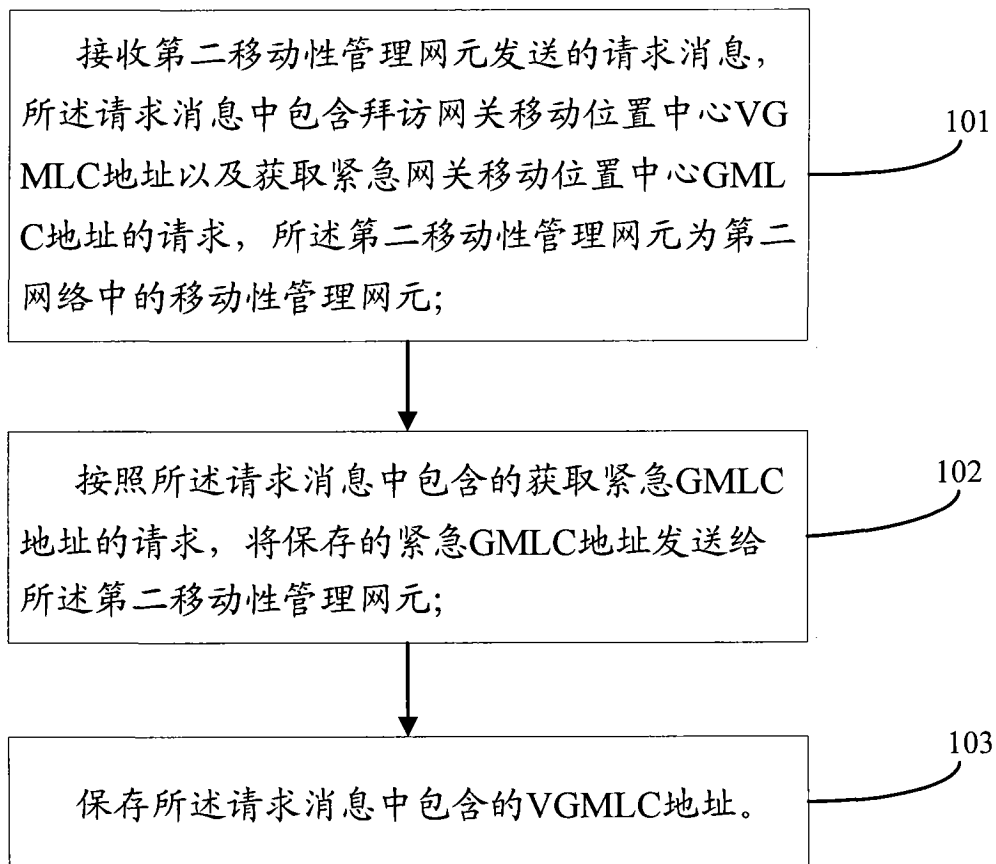 接收第二移动性管理网元发送的请求消息，
所述请求消息中包含拜访网关移动位置中心VG
MLC地址以及获取紧急网关移动位置中心GML
C地址的请求，所述第二移动性管理网元为第二
网络中的移动性管理网元；
101
按照所述请求消息中包含的获取紧急GMLC
地址的请求，将保存的紧急GMLC地址发送给
所述第二移动性管理网元；
102
保存所述请求消息中包含的VGMLC地址。
103